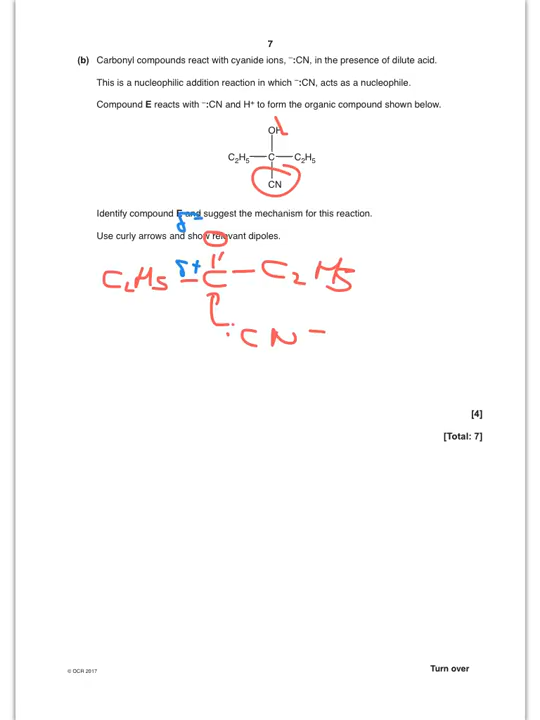 7
(b) Carbonyl compounds react with cyanide ions, ⁻:CN, in the presence of dilute acid.
This is a nucleophilic addition reaction in which ⁻:CN, acts as a nucleophile.
Compound E reacts with ⁻:CN and H⁺ to form the organic compound shown below.
OH
C₂H₅—C—C₂H₅
CN
Identify compound E and suggest the mechanism for this reaction.
δ-
Use curly arrows and show relevant dipoles.
O
C₂H₅ δ+ — C — C₂H₅
:CN –
[4]
[Total: 7]
© OCR 2017
Turn over